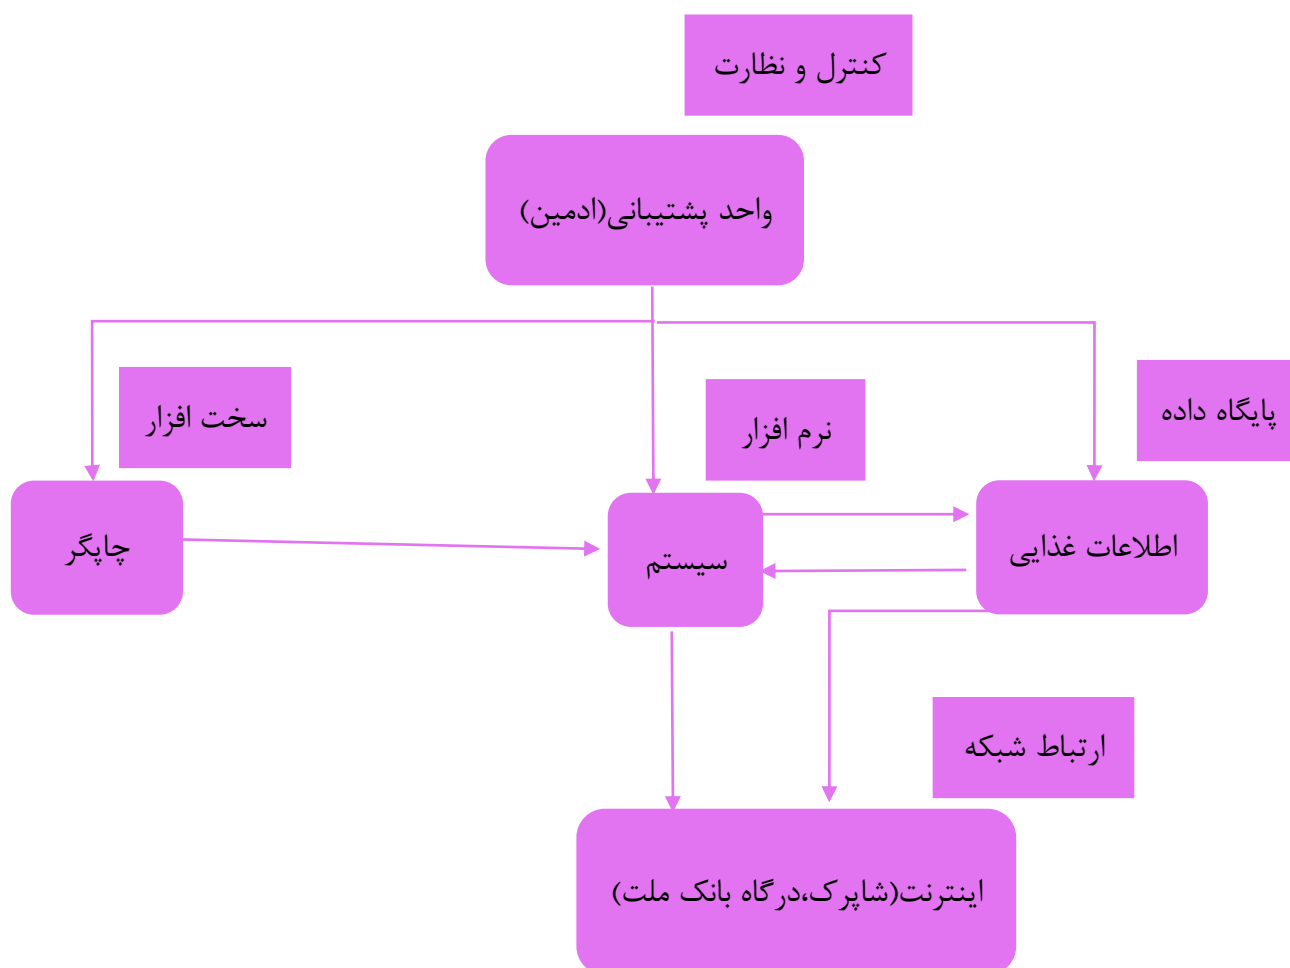 کنترل و نظارت
واحد پشتیبانی(ادمین)
پایگاه داده
نرم افزار
سخت افزار
اطلاعات غذایی
سیستم
چاپگر
ارتباط شبکه
اینترنت(شاپرک،درگاه بانک ملت)